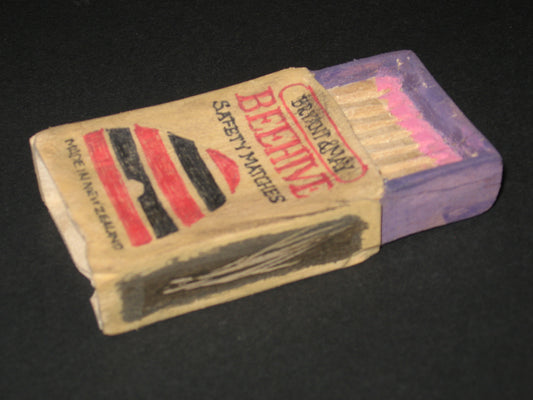 BRYANT & MAY
BEEHIVE
SAFETY MATCHES
MADE IN NEW ZEALAND